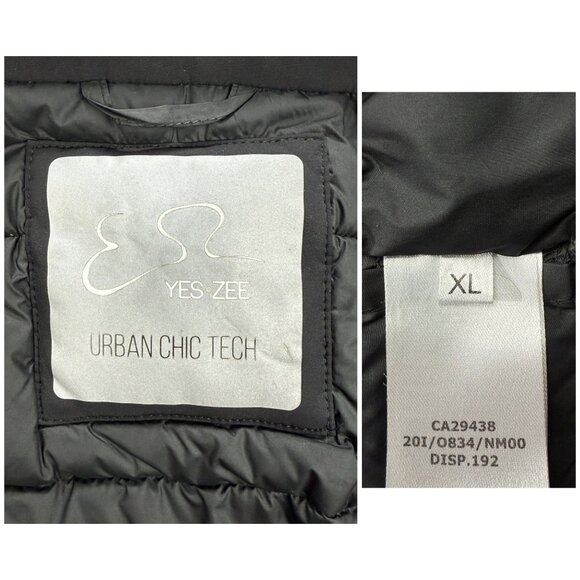 YES·ZEE
URBAN CHIC TECH
XL
CA29438
20I/O834/NM00
DISP.192